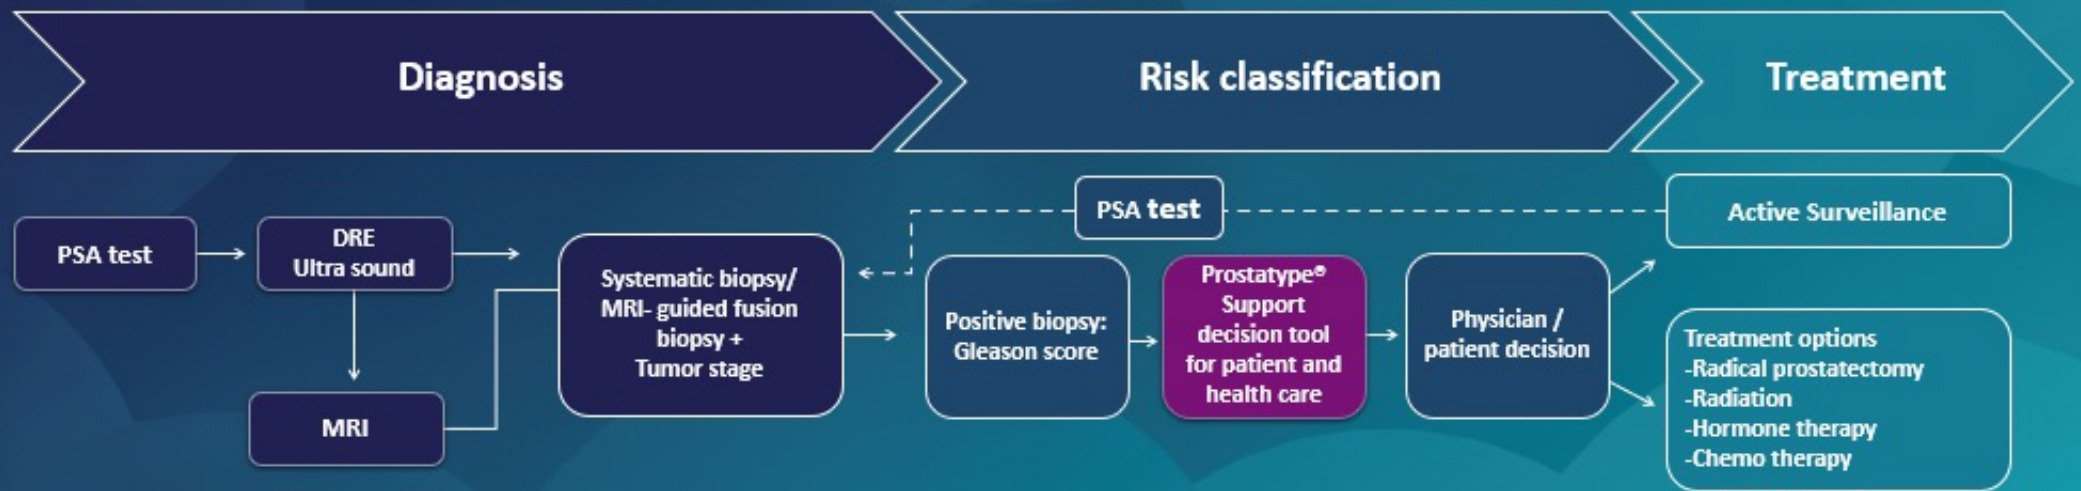 Diagnosis
Risk classification
Treatment
PSA test
DRE
Ultra sound
MRI
Systematic biopsy/
MRI- guided fusion
biopsy +
Tumor stage
PSA test
Positive biopsy:
Gleason score
Prostatype®
Support
decision tool
for patient and
health care
Physician /
patient decision
Active Surveillance
Treatment options
-Radical prostatectomy
-Radiation
-Hormone therapy
-Chemo therapy